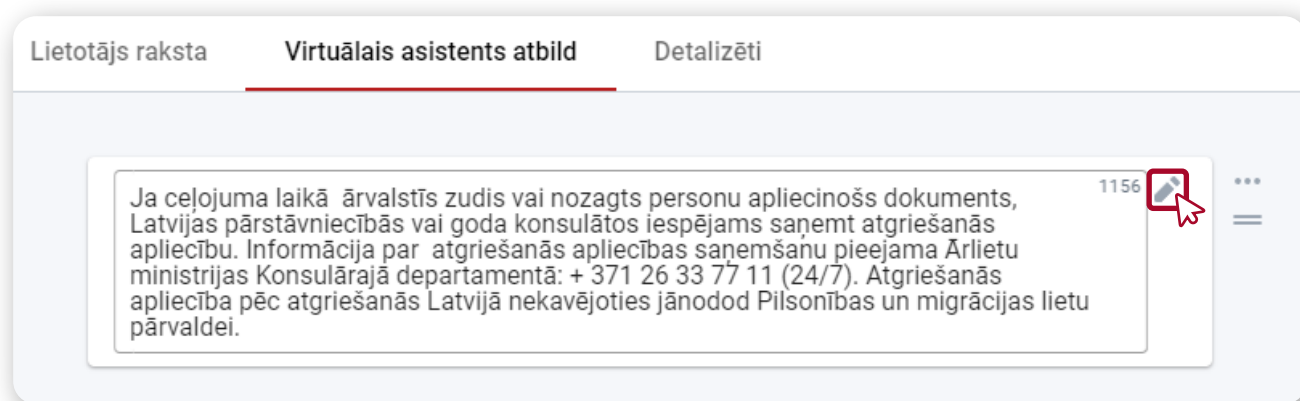 Lietotājs raksta Virtuālais asistents atbild Detalizēti
1156
Ja ceļojuma laikā  ārvalstīs zudis vai nozagts personu apliecinošs dokuments,
Latvijas pārstāvniecībās vai goda konsulātos iespējams saņemt atgriešanās
apliecību. Informācija par  atgriešanās apliecības saņemšanu pieejama Ārlietu
ministrijas Konsulārajā departamentā: + 371 26 33 77 11 (24/7). Atgriešanās
apliecība pēc atgriešanās Latvijā nekavējoties jānodod Pilsonības un migrācijas lietu
pārvaldei.